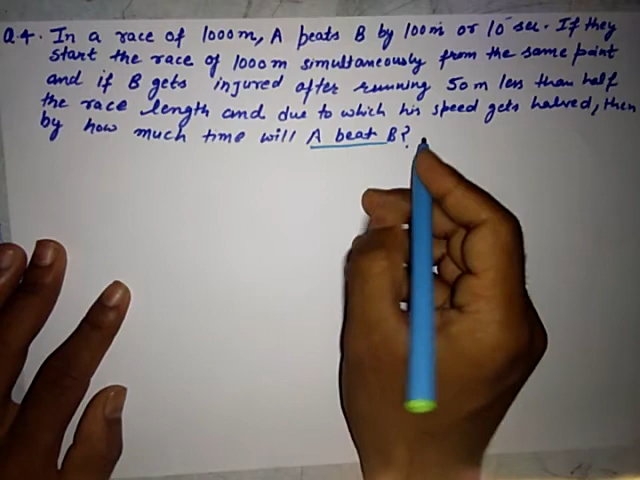 Q.4. In a race of 1000m, A beats B by 100m or 10 sec. If they
start the race of 1000m simultaneously from the same point
and if B gets injured after running 50m less than half
the race length and due to which his speed gets halved, then
by how much time will A beat B?